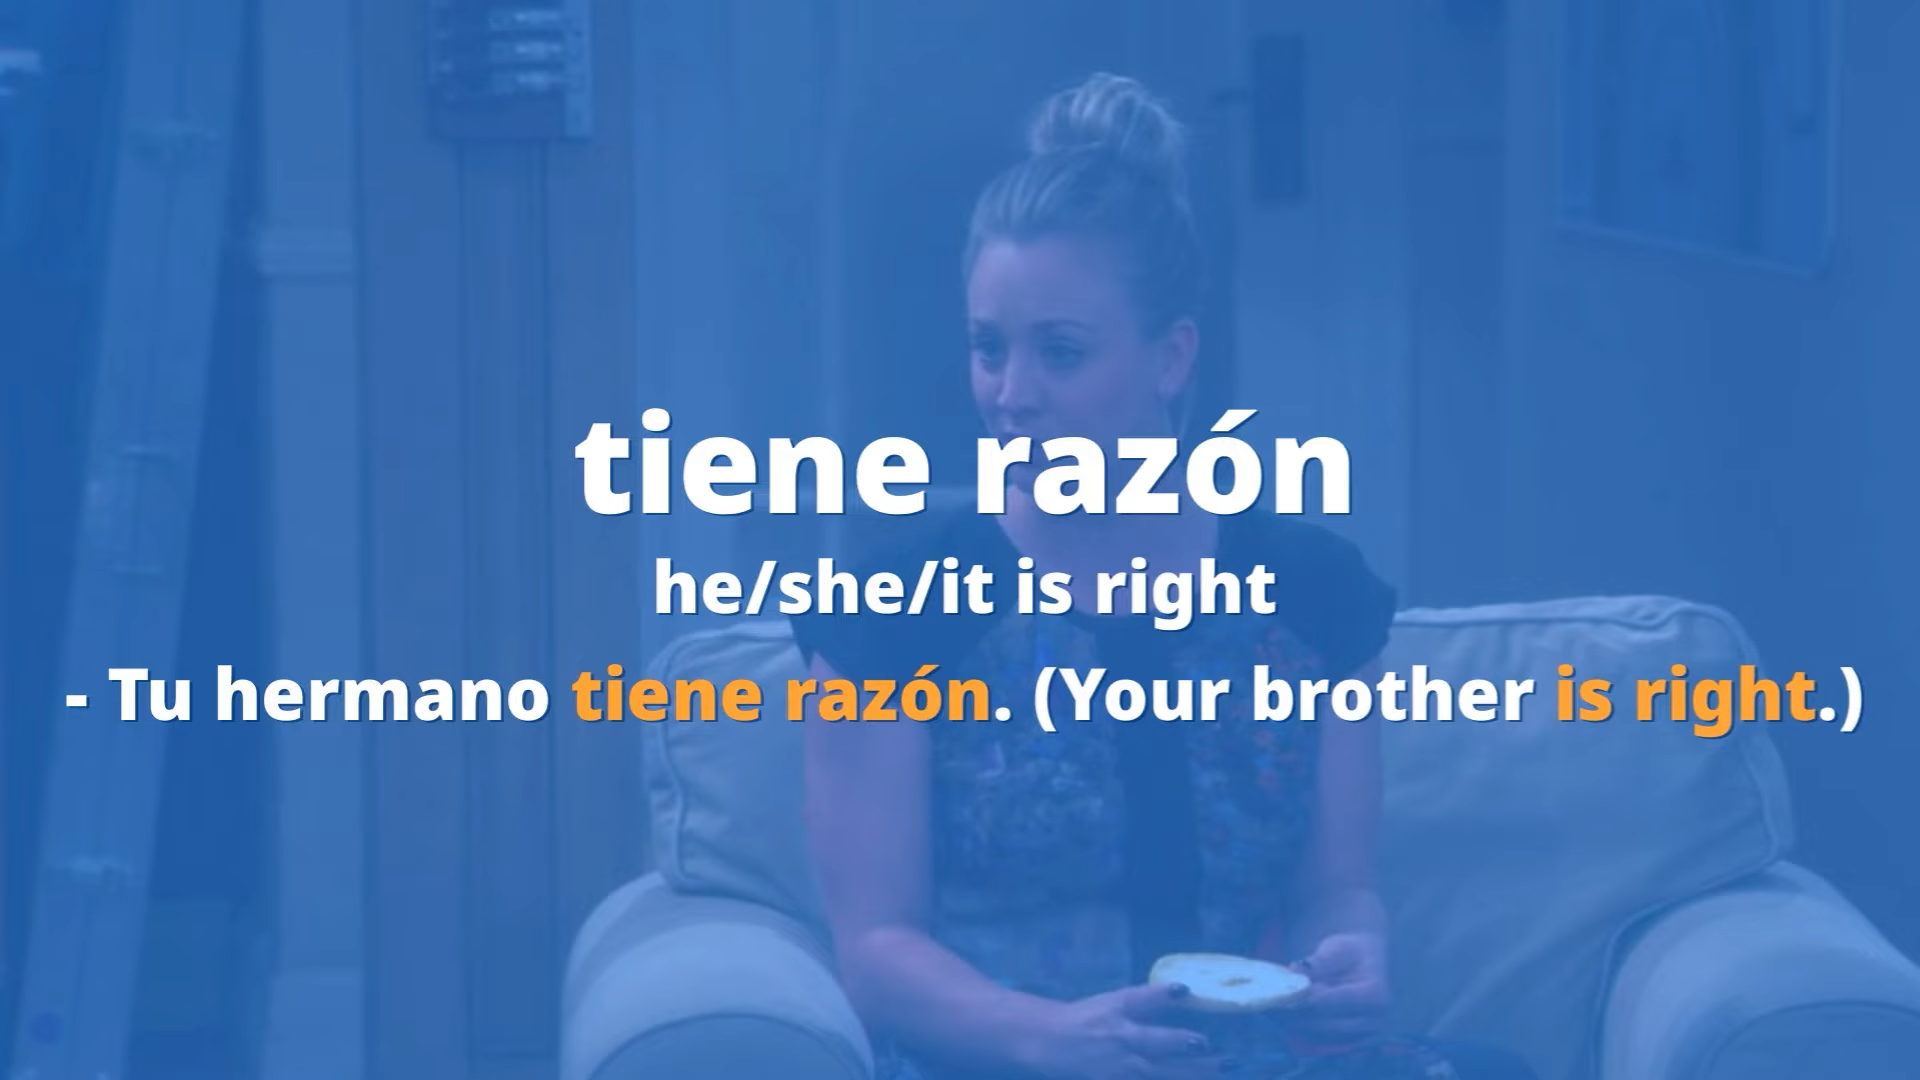 tiene razón
he/she/it is right
- Tu hermano tiene razón. (Your brother is right.)